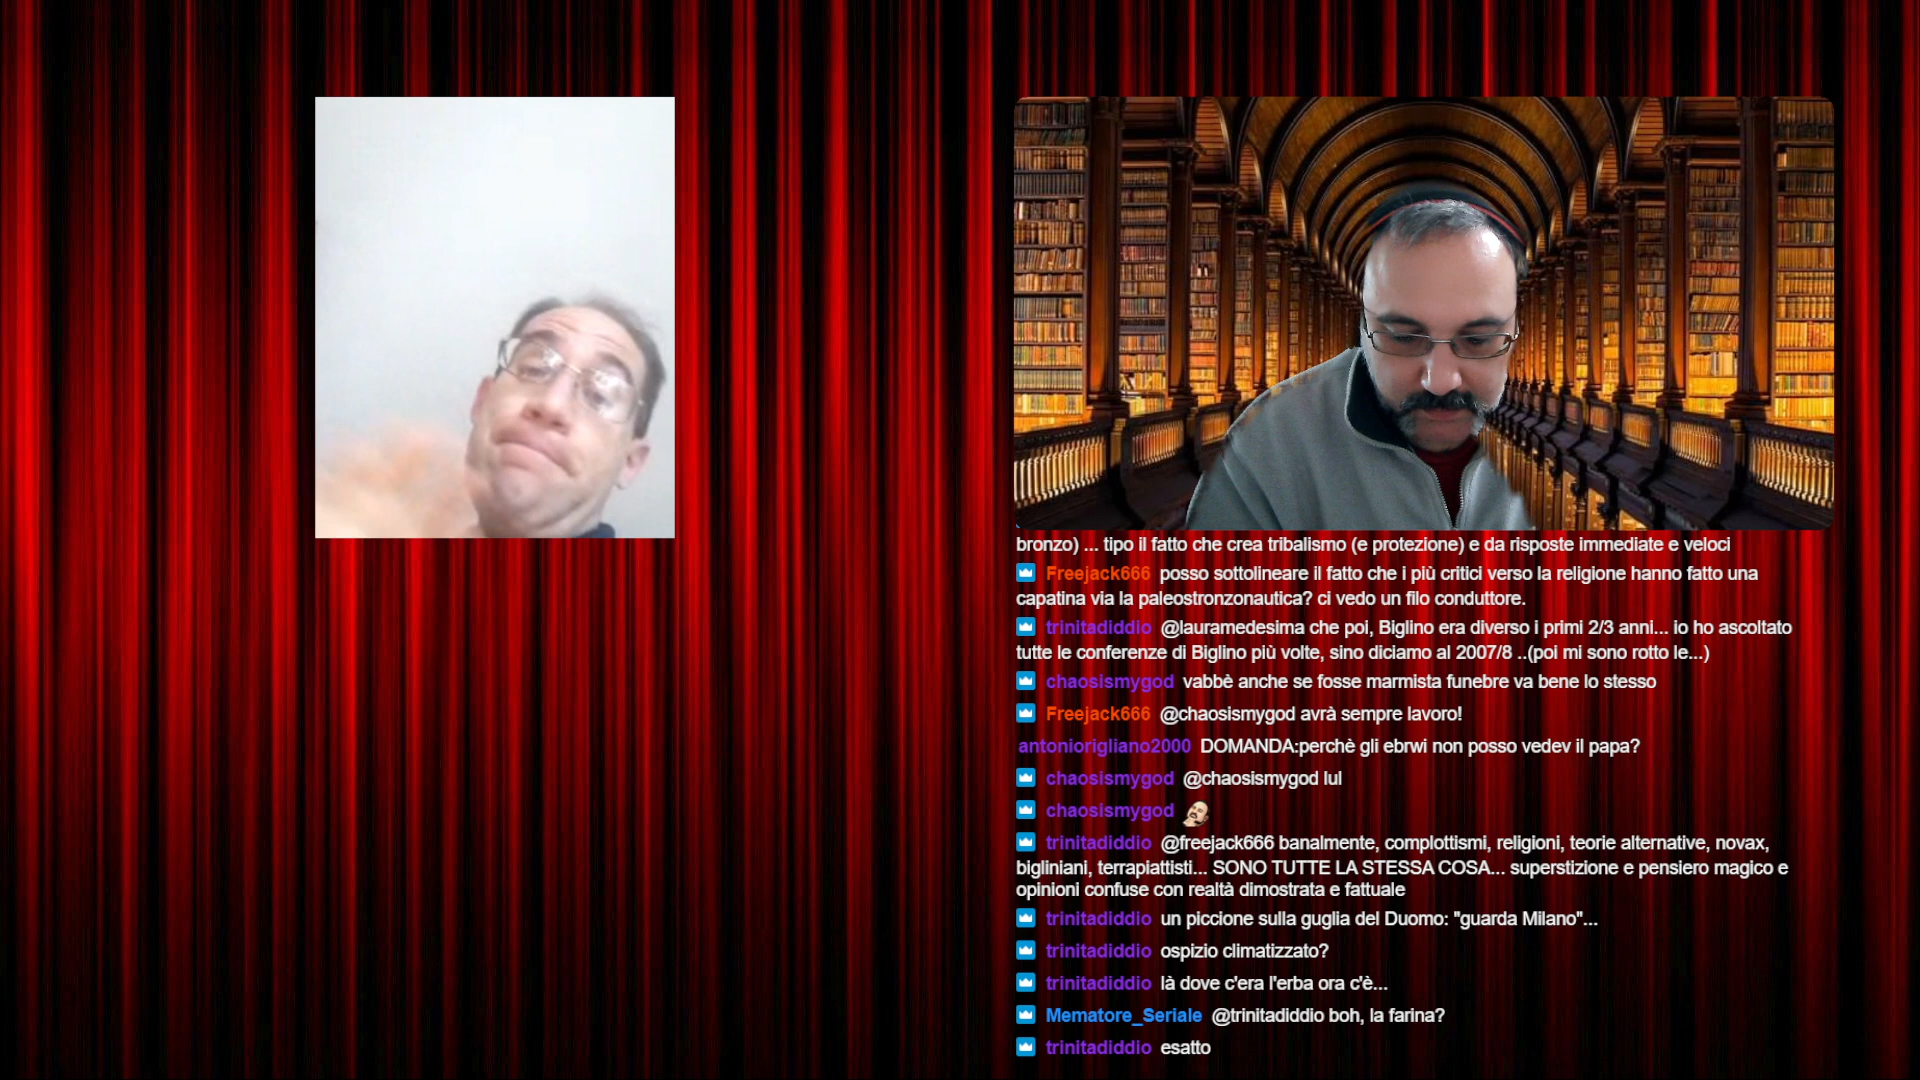 bronzo) ... tipo il fatto che crea tribalismo (e protezione) e da risposte immediate e veloci
Freejack666 posso sottolineare il fatto che i più critici verso la religione hanno fatto una
capatina via la paleostronzonautica? ci vedo un filo conduttore.
trinitadiddio @lauramedesima che poi, Biglino era diverso i primi 2/3 anni... io ho ascoltato
tutte le conferenze di Biglino più volte, sino diciamo al 2007/8 ..(poi mi sono rotto le...)
chaosismygod vabbè anche se fosse marmista funebre va bene lo stesso
Freejack666 @chaosismygod avrà sempre lavoro!
antoniorigliano2000 DOMANDA:perchè gli ebrwi non posso vedev il papa?
chaosismygod @chaosismygod lul
chaosismygod
trinitadiddio @freejack666 banalmente, complottismi, religioni, teorie alternative, novax,
bigliniani, terrapiattisti... SONO TUTTE LA STESSA COSA... superstizione e pensiero magico e
opinioni confuse con realtà dimostrata e fattuale
trinitadiddio un piccione sulla guglia del Duomo: "guarda Milano"...
trinitadiddio ospizio climatizzato?
trinitadiddio là dove c'era l'erba ora c'è...
Mematore_Seriale @trinitadiddio boh, la farina?
trinitadiddio esatto